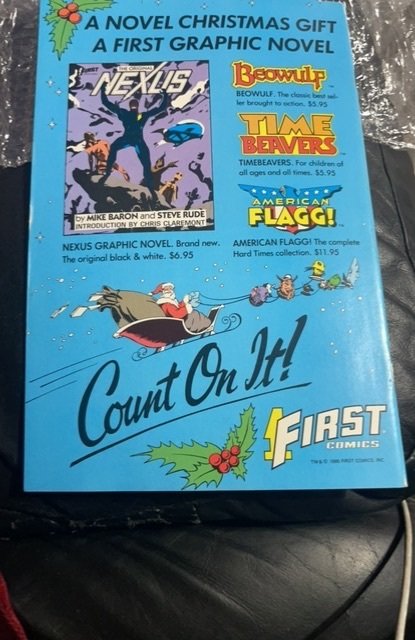 A NOVEL CHRISTMAS GIFT
A FIRST GRAPHIC NOVEL
FIRST
THE ORIGINAL
NEXUS
by MIKE BARON and STEVE RUDE
INTRODUCTION BY CHRIS CLAREMONT
NEXUS GRAPHIC NOVEL. Brand new.
The original black & white. $6.95
BEOWULF
BEOWULF. The classic best sel-
ler brought to action. $5.95
TIME
BEAVERS
TIMEBEAVERS. For children of
all ages and all times. $5.95
AMERICAN
FLAGG!
AMERICAN FLAGG! The complete
Hard Times collection. $11.95
Count On It!
1FIRST
COMICS